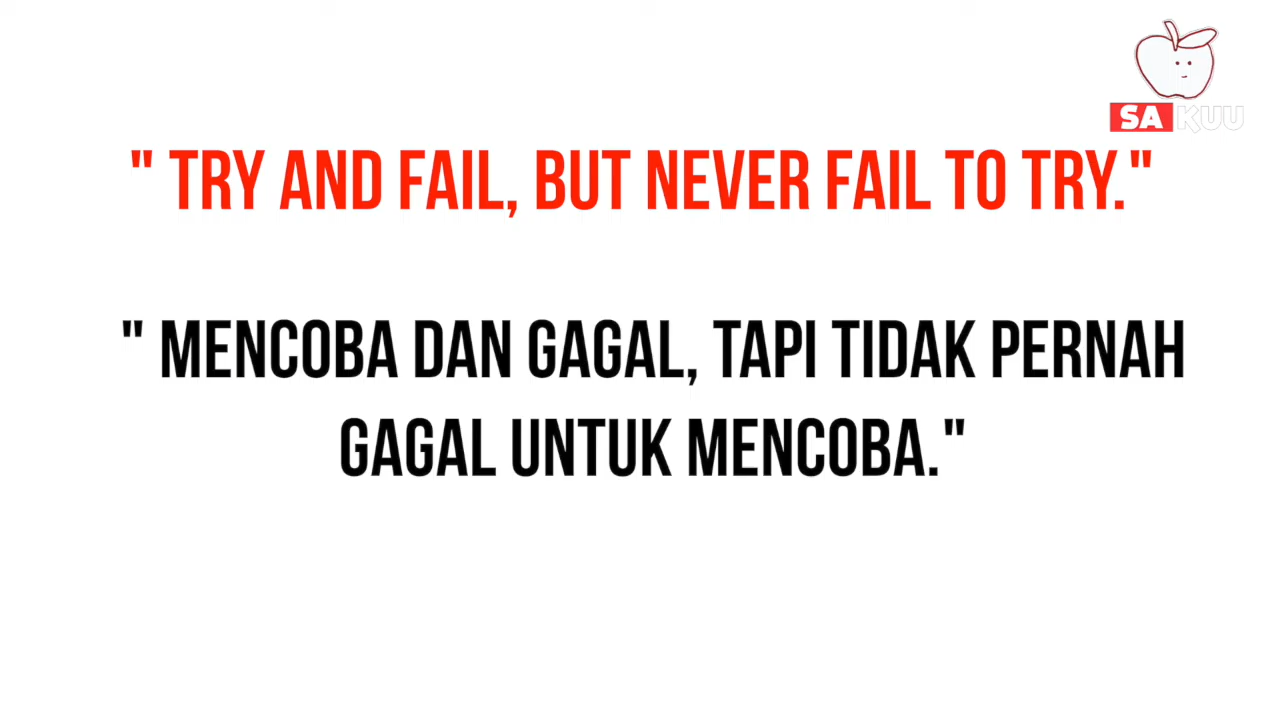 SAKUU
" TRY AND FAIL, BUT NEVER FAIL TO TRY."
" MENCOBA DAN GAGAL, TAPI TIDAK PERNAH
GAGAL UNTUK MENCOBA."